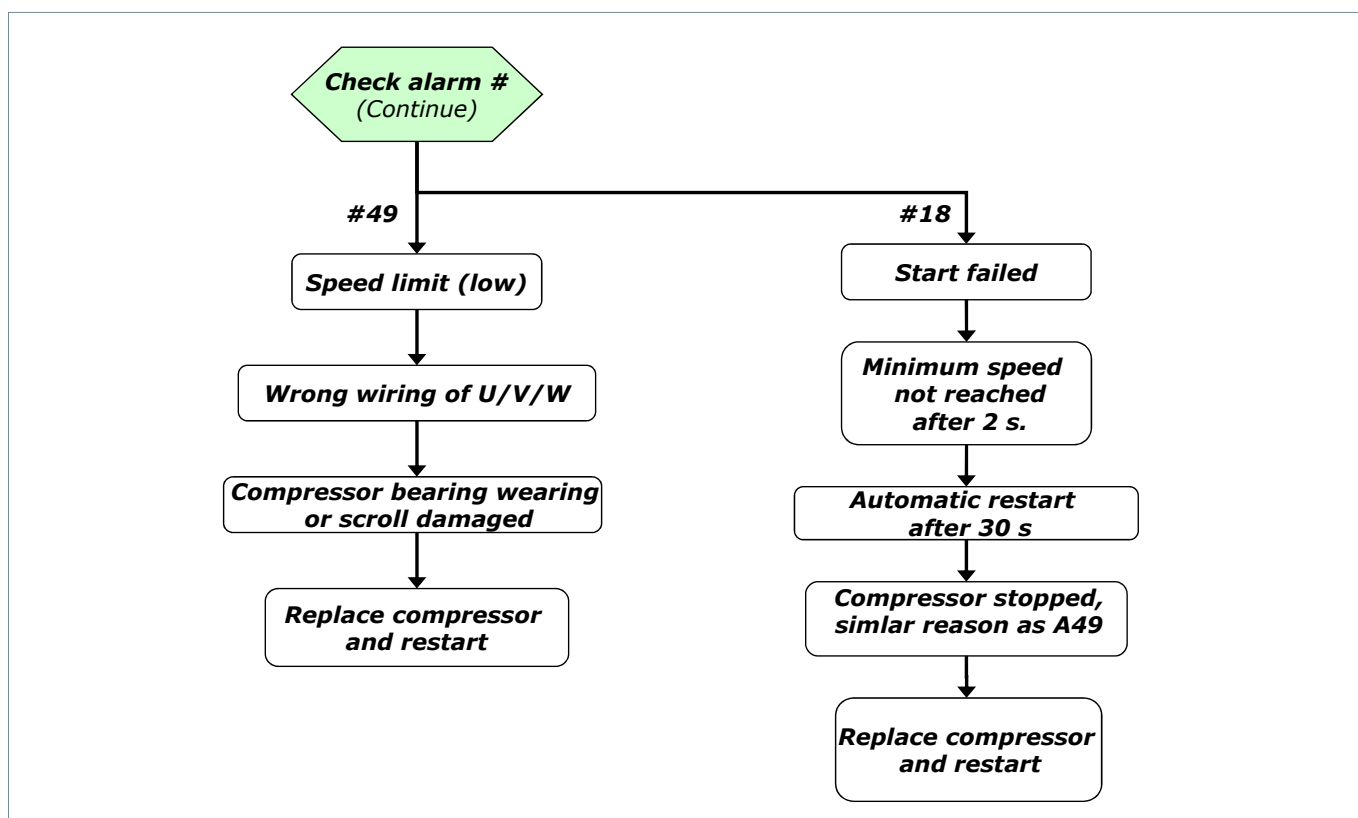 Check alarm #
(Continue)
#49
Speed limit (low)
Wrong wiring of U/V/W
Compressor bearing wearing
or scroll damaged
Replace compressor
and restart
#18
Start failed
Minimum speed
not reached
after 2 s.
Automatic restart
after 30 s
Compressor stopped,
simlar reason as A49
Replace compressor
and restart